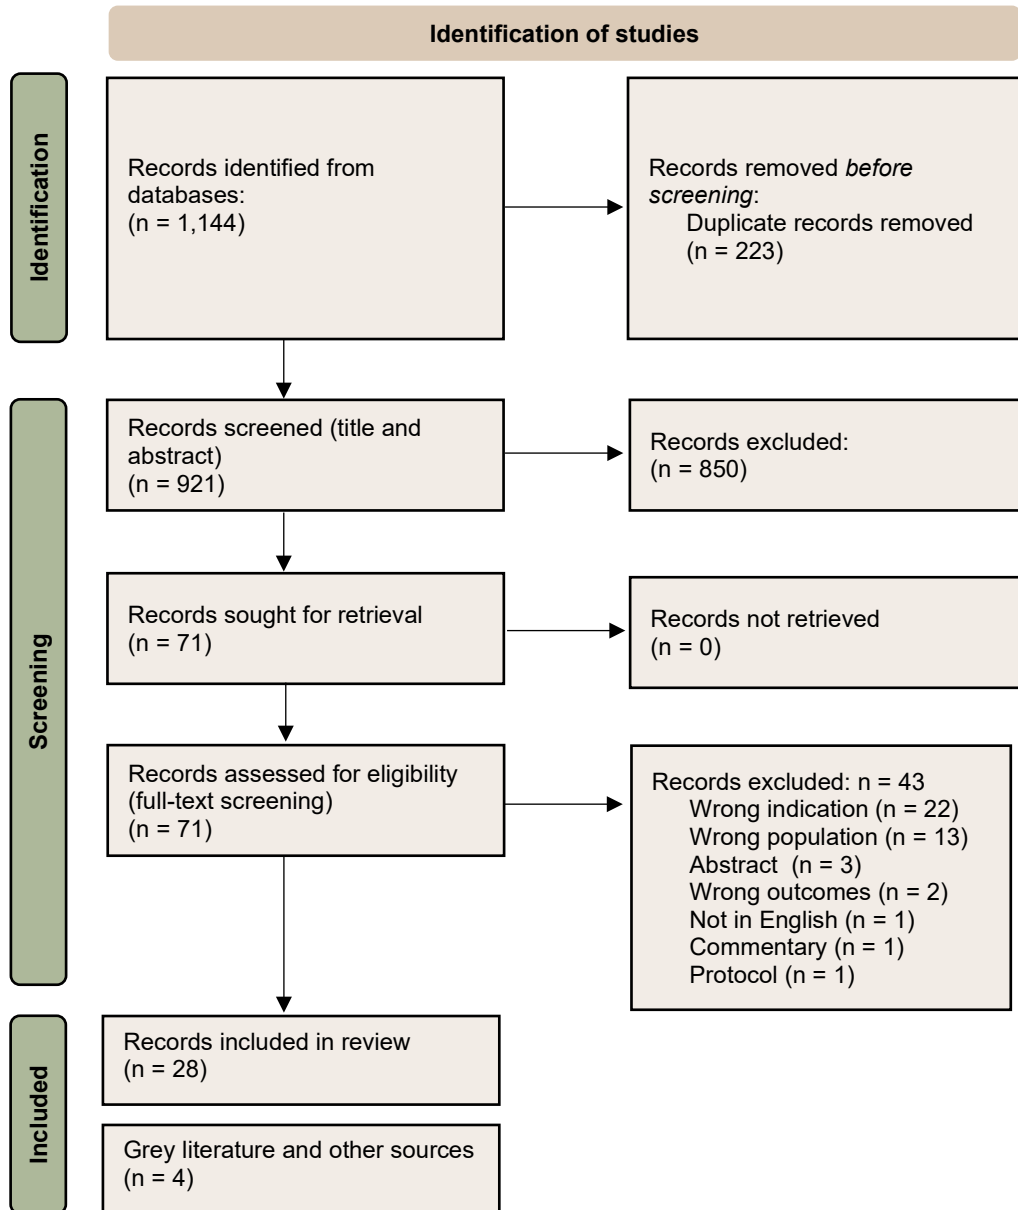 Identification of studies
Identification
Records identified from
databases:
(n = 1,144)
Records removed before
screening:
Duplicate records removed
(n = 223)
Screening
Records screened (title and
abstract)
(n = 921)
Records excluded:
(n = 850)
Records sought for retrieval
(n = 71)
Records not retrieved
(n = 0)
Records assessed for eligibility
(full-text screening)
(n = 71)
Records excluded: n = 43
Wrong indication (n = 22)
Wrong population (n = 13)
Abstract  (n = 3)
Wrong outcomes (n = 2)
Not in English (n = 1)
Commentary (n = 1)
Protocol (n = 1)
Included
Records included in review
(n = 28)
Grey literature and other sources
(n = 4)